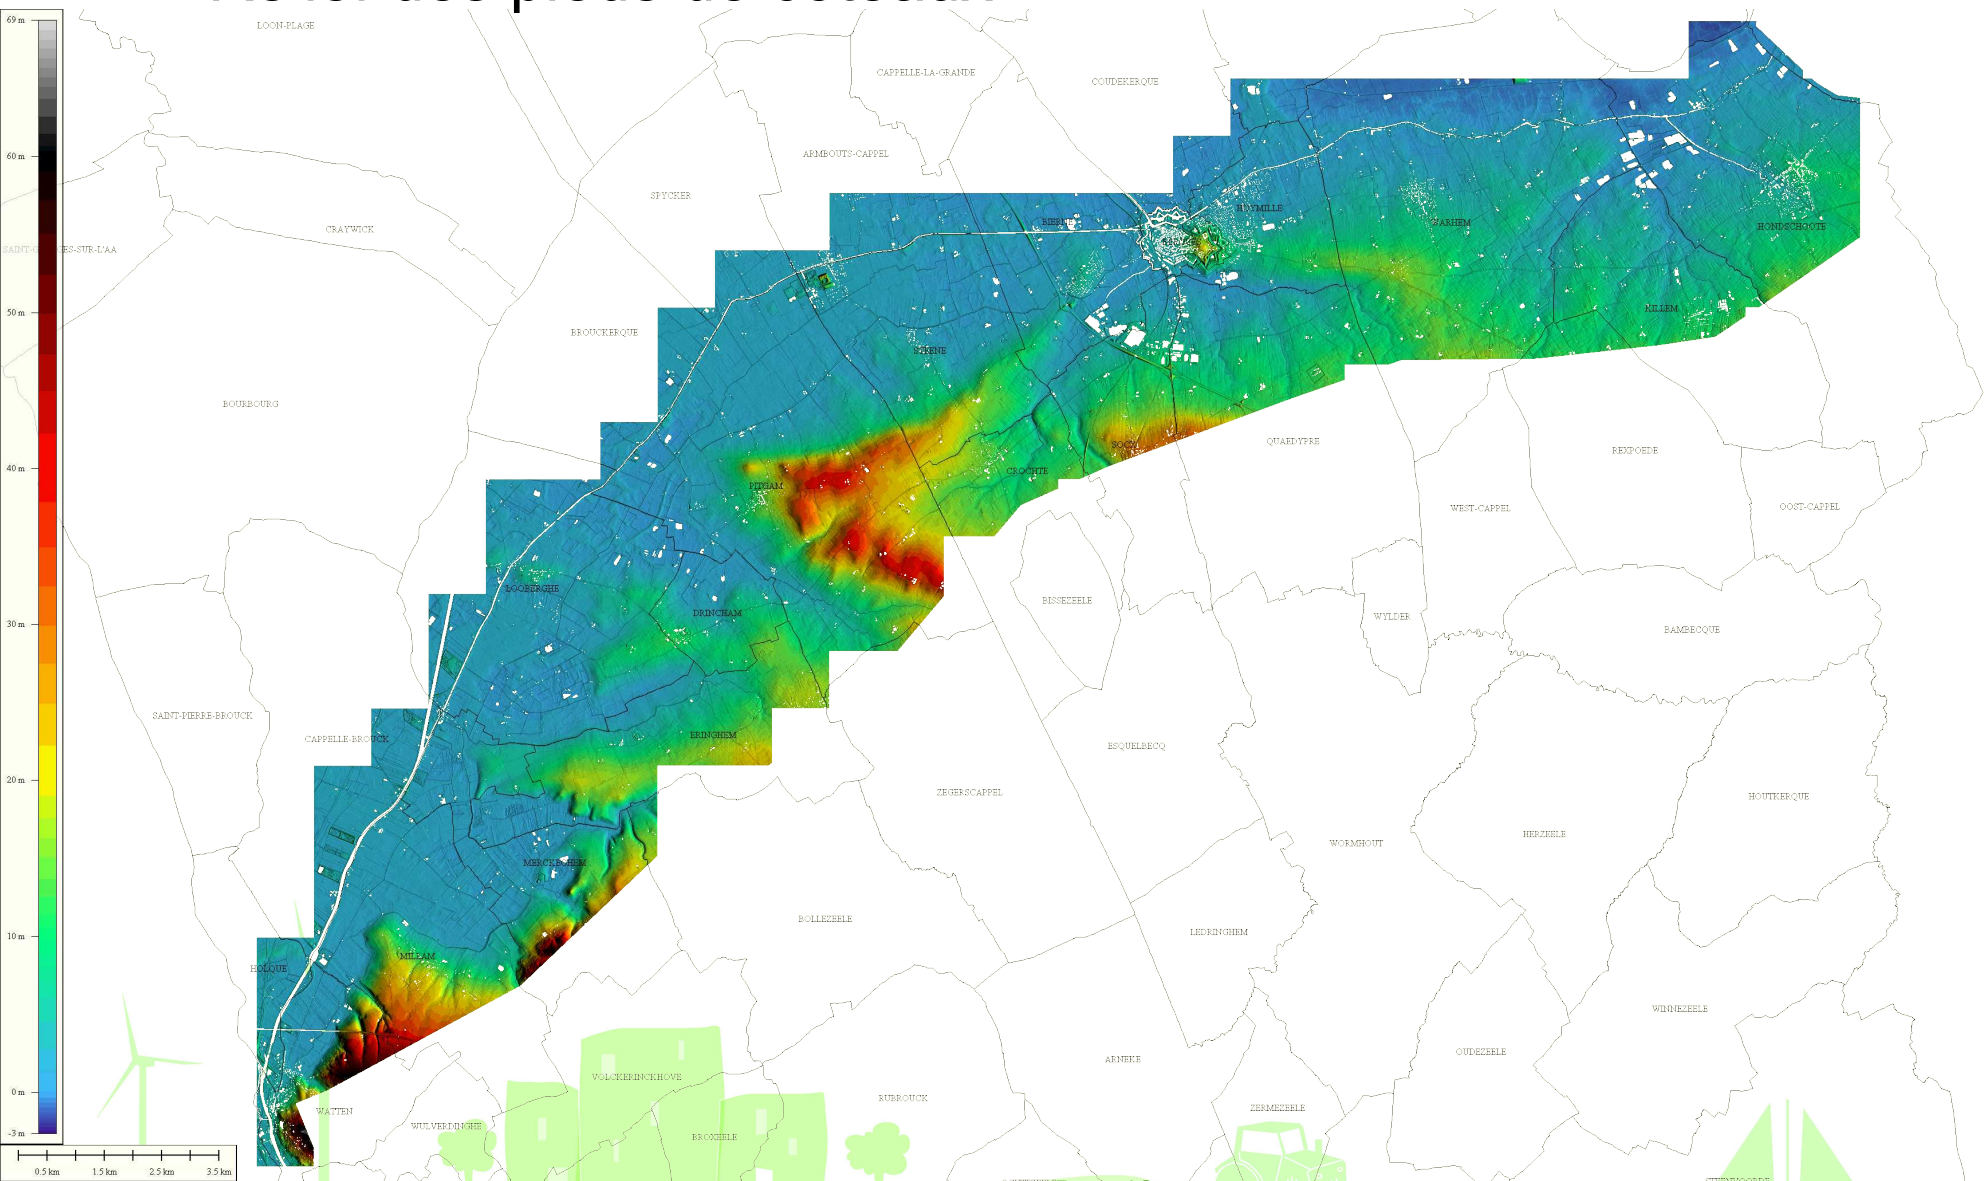 69 m
60 m
50 m
40 m
30 m
20 m
10 m
0 m
-3 m
0.5 km 1.5 km 2.5 km 3.5 km
LOON-PLAGE
CAPPELLE-LA-GRANDE
COUDEKERQUE
ARMBOUTS-CAPPEL
SPYCKER
CRAYWICK
BIERNE
HOYMILLE
WARHEM
HONDSCHOOTE
KILLEM
BROUCKERQUE
STEENE
BOURBOURG
SOCX
QUAEDYPRE
REXPOEDE
CROCHTE
PITGAM
WEST-CAPPEL
OOST-CAPPEL
LOOBERGHE
DRINCHAM
BISSEZEELE
WYLDER
BAMBECQUE
SAINT-PIERRE-BROUCK
CAPPELLE-BROUCK
ERINGHEM
ESQUELBECQ
ZEGERSCAPPEL
HOUTKERQUE
HERZEELE
WORMHOUT
MERCKEGHEM
BOLLEZEELE
LEDRINGHEM
MILLAM
HOLQUE
WINNEZEELE
OUDEZEELE
ARNEKE
VOLCKERINCKHOVE
RUBROUCK
ZERMEZEELE
WATTEN
WULVERDINGHE
BROXEELE